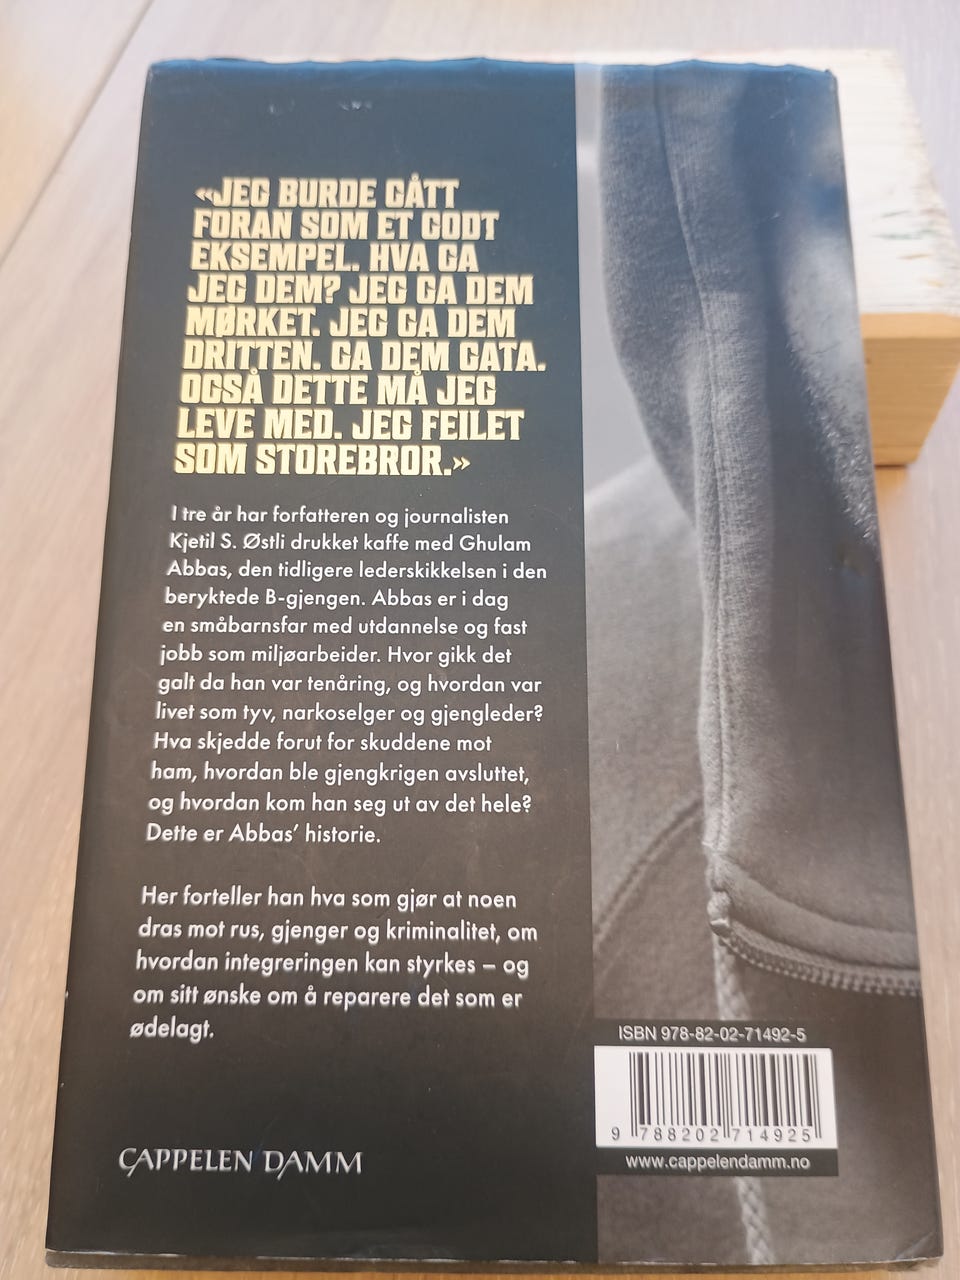 «JEG BURDE GÅTT
FORAN SOM ET GODT
EKSEMPEL. HVA GA
JEG DEM? JEG GA DEM
MØRKET. JEG GA DEM
DRITTEN. GA DEM GATA.
OGSÅ DETTE MÅ JEG
LEVE MED. JEG FEILET
SOM STOREBROR.»
I tre år har forfatteren og journalisten
Kjetil S. Østli drukket kaffe med Ghulam
Abbas, den tidligere lederskikkelsen i den
beryktede B-gjengen. Abbas er i dag
en småbarnsfar med utdannelse og fast
jobb som miljøarbeider. Hvor gikk det
galt da han var tenåring, og hvordan var
livet som tyv, narkoselger og gjengleder?
Hva skjedde forut for skuddene mot
ham, hvordan ble gjengkrigen avsluttet,
og hvordan kom han seg ut av det hele?
Dette er Abbas’ historie.
Her forteller han hva som gjør at noen
dras mot rus, gjenger og kriminalitet, om
hvordan integreringen kan styrkes – og
om sitt ønske om å reparere det som er
ødelagt.
ISBN 978-82-02-71492-5
9 788202 714925
www.cappelendamm.no
CAPPELEN DAMM